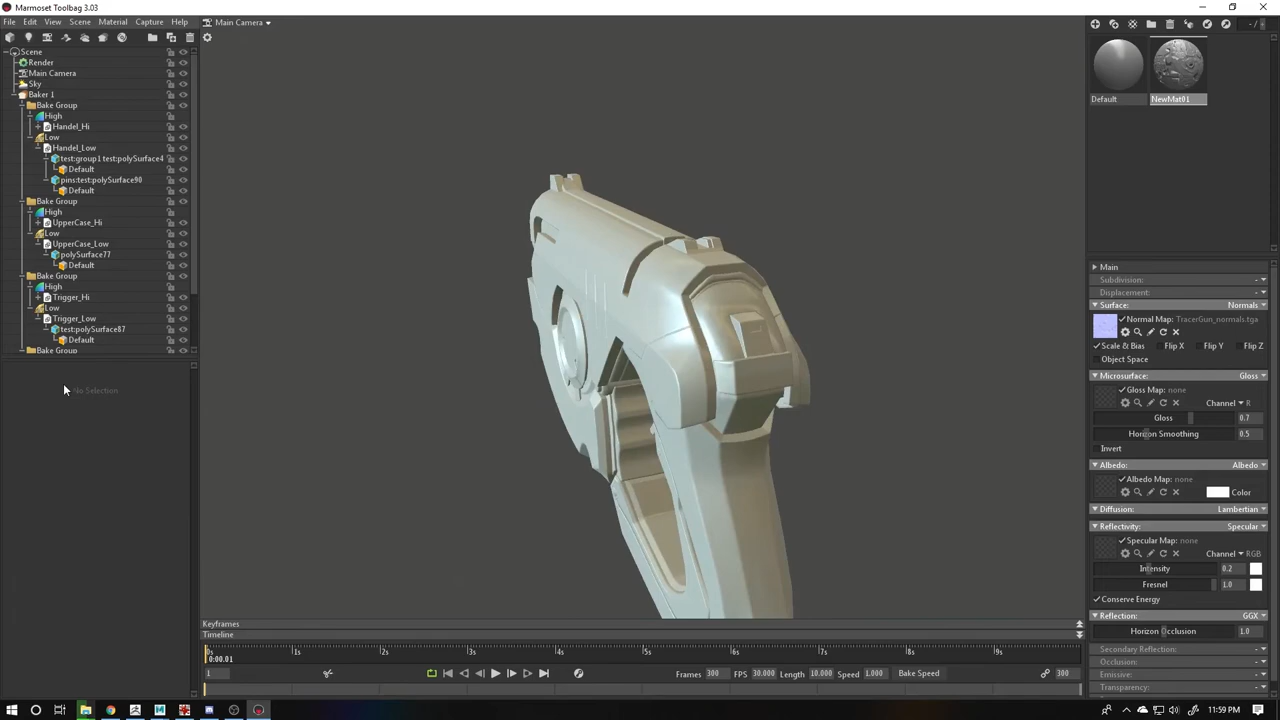 Marmoset Toolbag 3.03
File Edit View Scene Material Capture Help
Main Camera
- /
Scene
Render
Main Camera
Sky
Baker 1
Bake Group
High
Handel_Hi
Low
Handel_Low
test:group1 test:polySurface4
Default
pins:test:polySurface90
Default
Bake Group
High
UpperCase_Hi
Low
UpperCase_Low
polySurface77
Default
Bake Group
High
Trigger_Hi
Low
Trigger_Low
test:polySurface87
Default
Bake Group
No Selection
Default
NewMat01
Main
Subdivision:
Displacement:
Surface: Normals
Normal Map: TracerGun_normals.tga
Scale & Bias Flip X Flip Y Flip Z
Object Space
Microsurface: Gloss
Gloss Map: none
Channel R
Gloss 0.7
Horizon Smoothing 0.5
Invert
Albedo: Albedo
Albedo Map: none
Color
Diffusion: Lambertian
Reflectivity: Specular
Specular Map: none
Channel RGB
Intensity 0.2
Fresnel 1.0
Conserve Energy
Reflection: GGX
Horizon Occlusion 1.0
Secondary Reflection:
Occlusion:
Emissive:
Transparency:
Keyframes
Timeline
0s 1s 2s 3s 4s 5s 6s 7s 8s 9s
0:00.01
1 Frames 300 FPS 30.000 Length 10.000 Speed 1.000 Bake Speed 300
11:59 PM